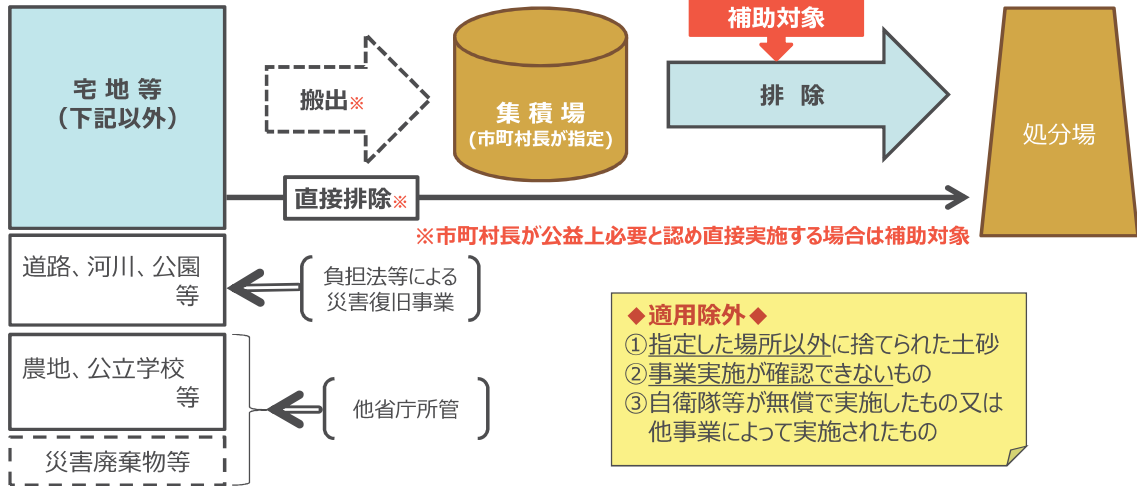 宅 地 等
（下記以外）
搬出※
集 積 場
(市町村長が指定)
補助対象
排 除
処分場
直接排除※
※市町村長が公益上必要と認め直接実施する場合は補助対象
道路、河川、公園
等
負担法等による
災害復旧事業
農地、公立学校
等
他省庁所管
災害廃棄物等
◆適用除外◆
①指定した場所以外に捨てられた土砂
②事業実施が確認できないもの
③自衛隊等が無償で実施したもの又は
他事業によって実施されたもの